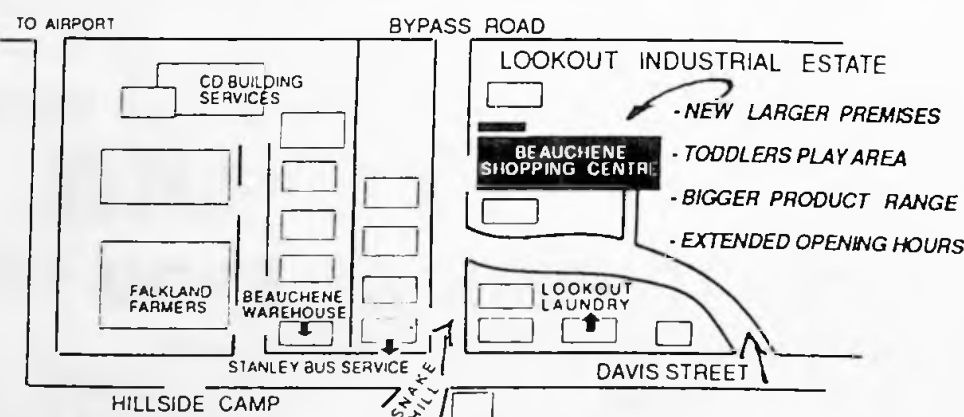 TO AIRPORT
BYPASS ROAD
LOOKOUT INDUSTRIAL ESTATE
CD BUILDING
SERVICES
- NEW LARGER PREMISES
BEAUCHENE
SHOPPING CENTRE
- TODDLERS PLAY AREA
- BIGGER PRODUCT RANGE
- EXTENDED OPENING HOURS
FALKLAND
FARMERS
BEAUCHENE
WAREHOUSE
LOOKOUT
LAUNDRY
STANLEY BUS SERVICE
DAVIS STREET
SNAKE
HILL
HILLSIDE CAMP